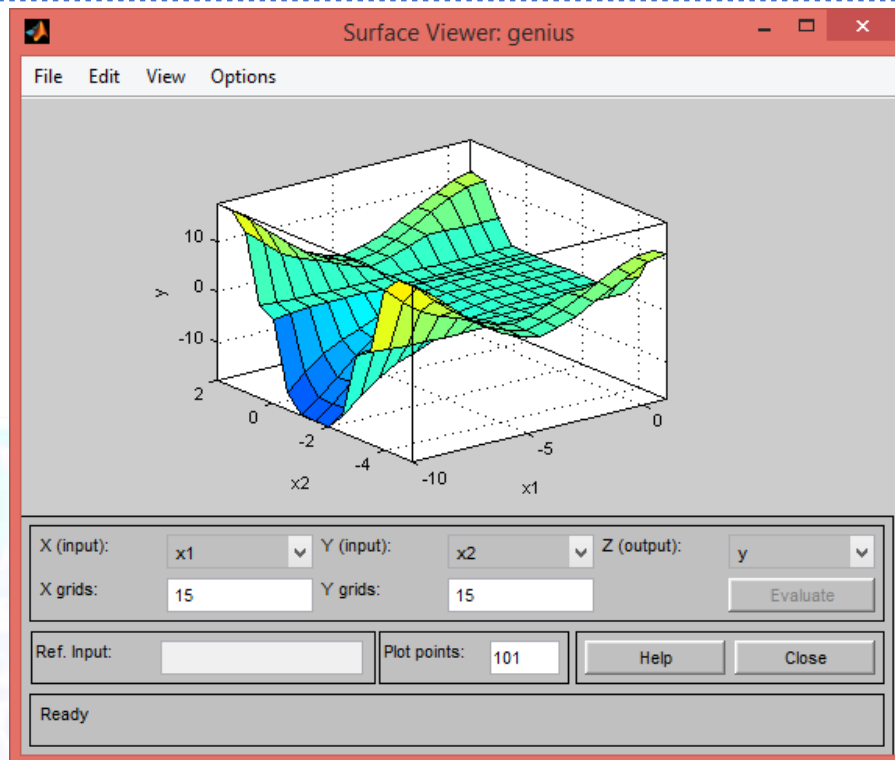 Surface Viewer: genius
File Edit View Options
10
0
-10
y
2
0
-2
-4
x2
-10
-5
0
x1
X (input): x1 Y (input): x2 Z (output): y
X grids: 15 Y grids: 15 Evaluate
Ref. Input: Plot points: 101 Help Close
Ready